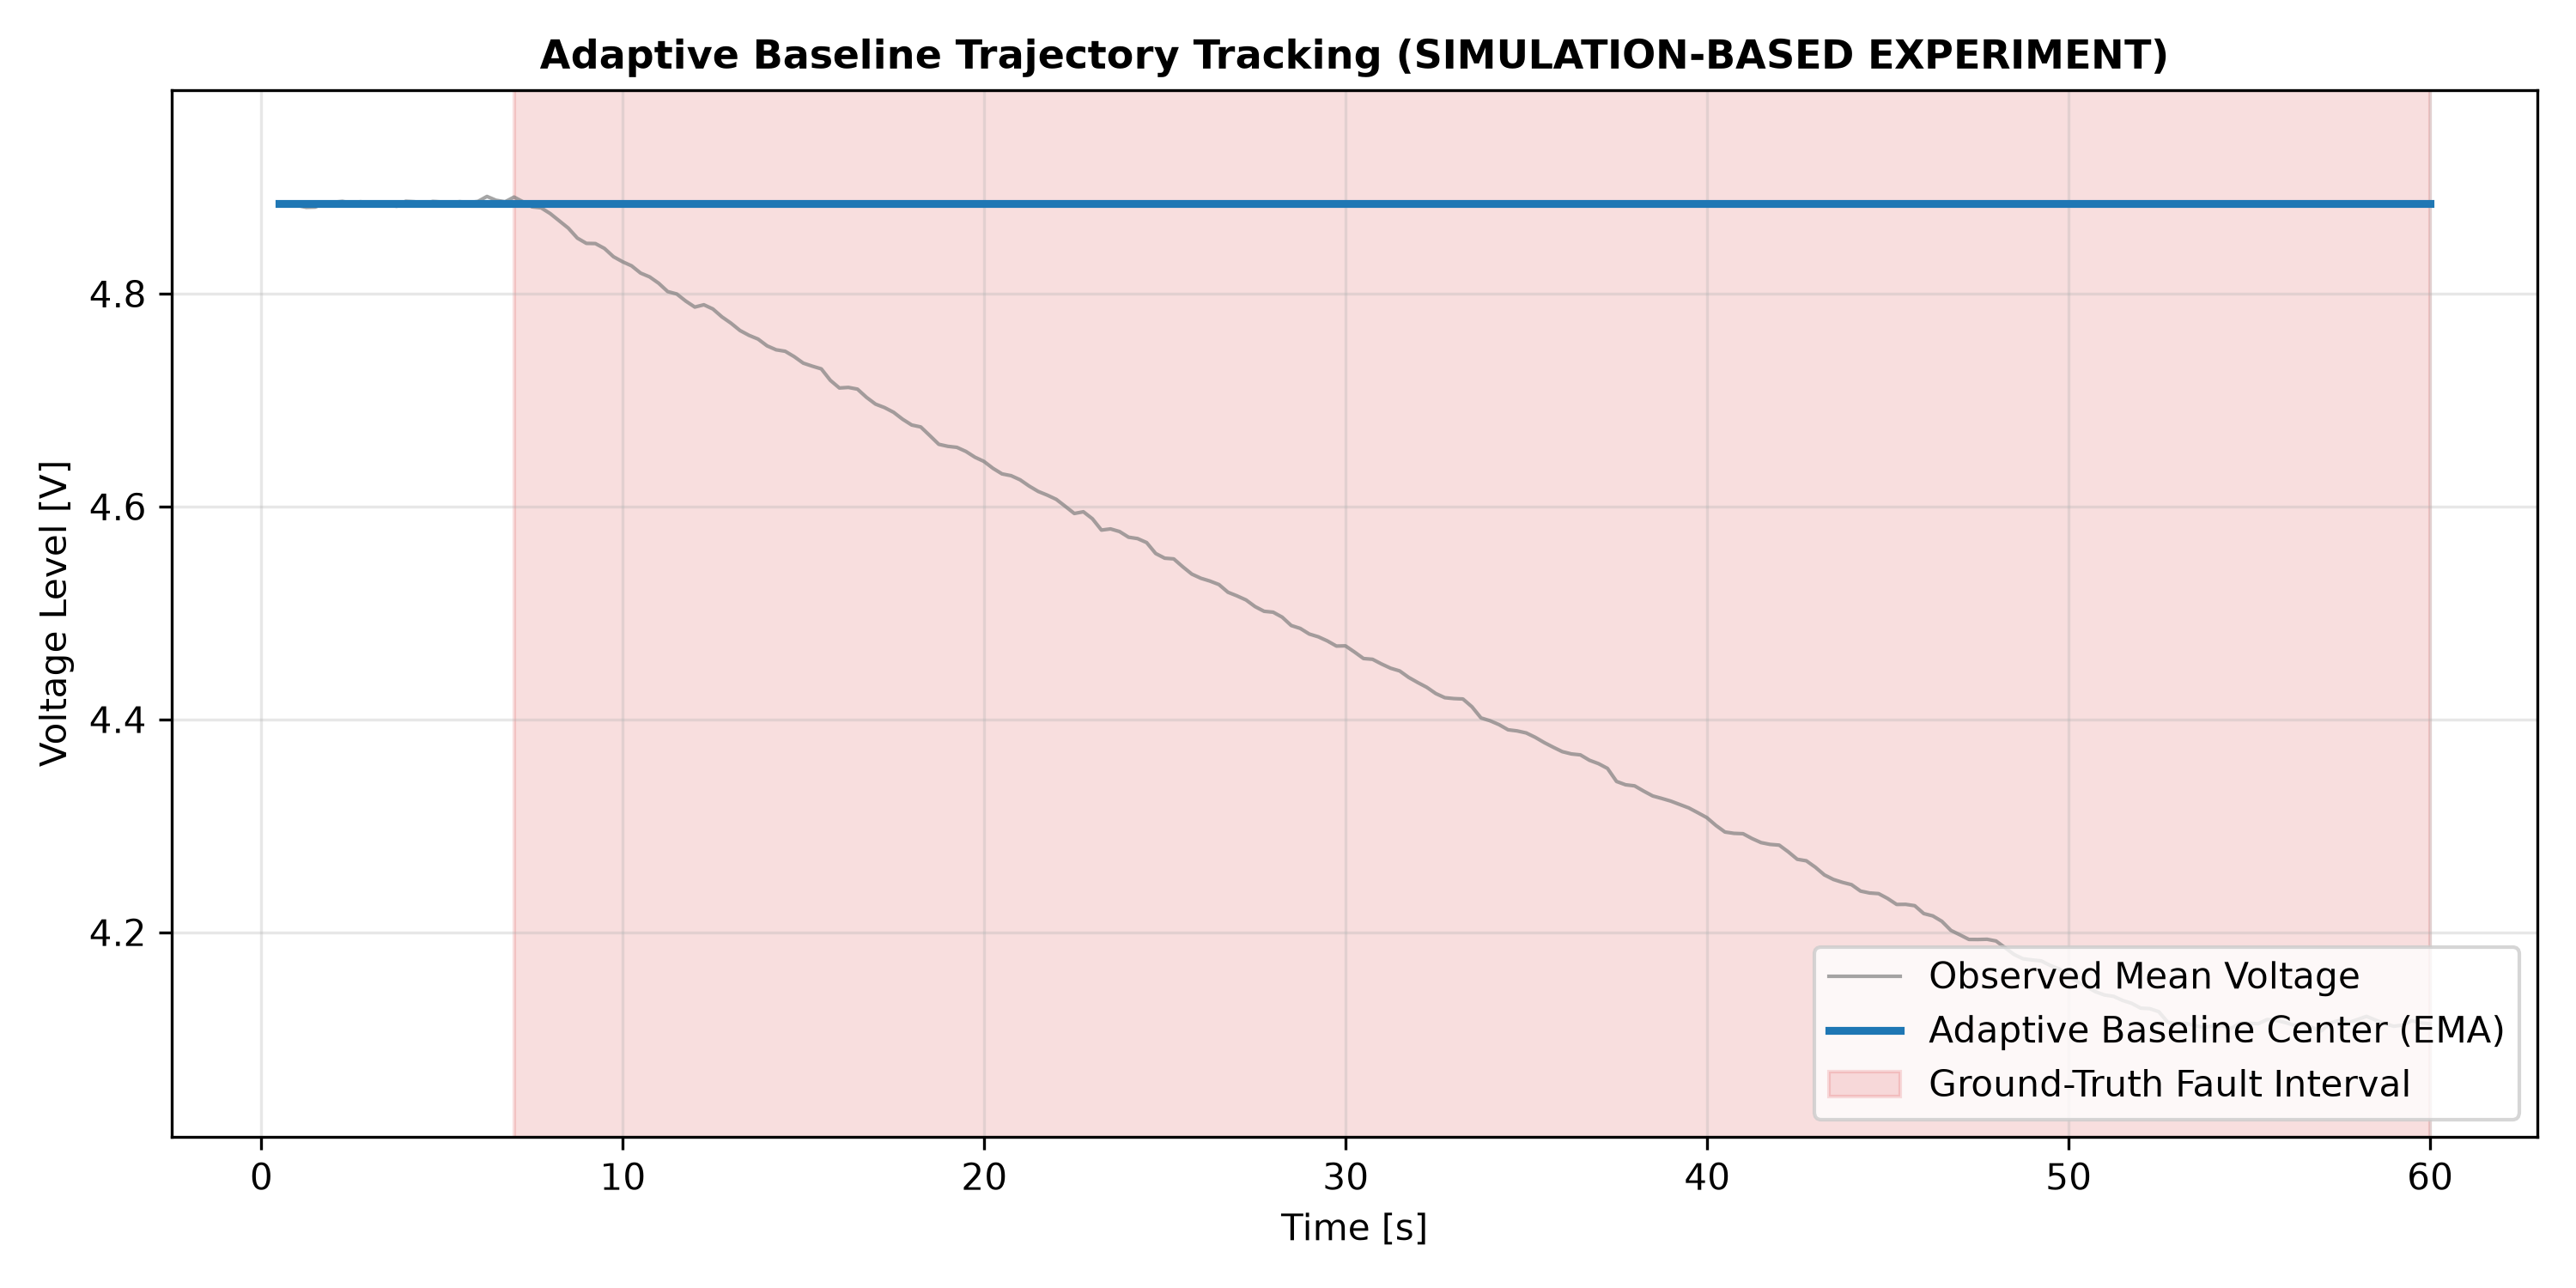 Adaptive Baseline Trajectory Tracking (SIMULATION-BASED EXPERIMENT)
Voltage Level [V]
4.8
4.6
4.4
4.2
0 10 20 30 40 50 60
Time [s]
Observed Mean Voltage
Adaptive Baseline Center (EMA)
Ground-Truth Fault Interval